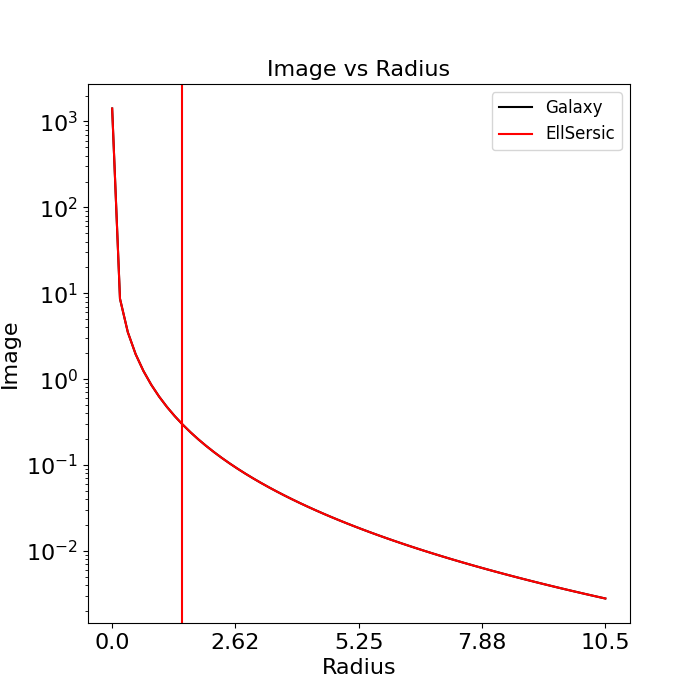 Image vs Radius
Galaxy
EllSersic
10³
10²
10¹
10⁰
10⁻¹
10⁻²
Image
0.0 2.62 5.25 7.88 10.5
Radius